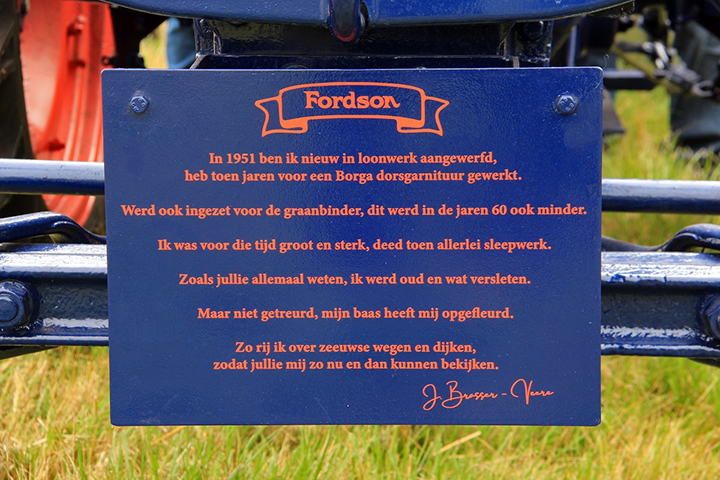 Fordson
In 1951 ben ik nieuw in loonwerk aangewerfd,
heb toen jaren voor een Borga dorsgarnituur gewerkt.
Werd ook ingezet voor de graanbinder, dit werd in de jaren 60 ook minder.
Ik was voor die tijd groot en sterk, deed toen allerlei sleepwerk.
Zoals jullie allemaal weten, ik werd oud en wat versleten.
Maar niet getreurd, mijn baas heeft mij opgefleurd.
Zo rij ik over zeeuwse wegen en dijken,
zodat jullie mij zo nu en dan kunnen bekijken.
J. Brasser - Veere